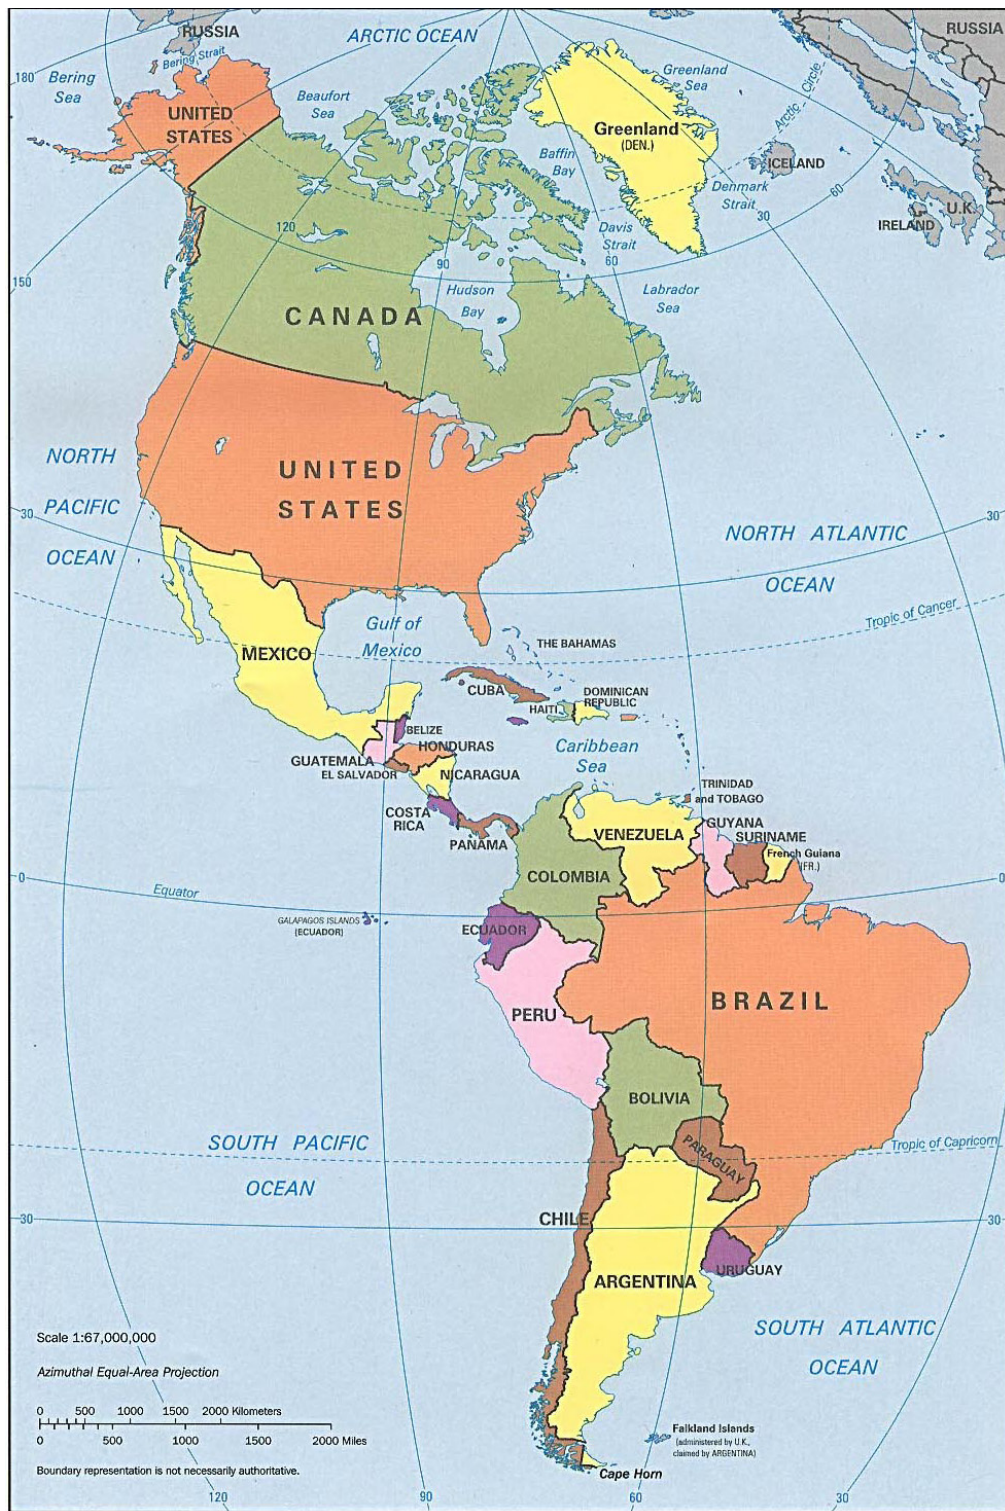 RUSSIA
ARCTIC OCEAN
RUSSIA
Bering Strait
180
Bering
Sea
Beaufort
Sea
Greenland
Sea
Arctic Circle
UNITED
STATES
Greenland
(DEN.)
Baffin
Bay
ICELAND
60
Denmark
Strait
U.K.
IRELAND
30
120
Davis
Strait
60
90
150
Hudson
Bay
Labrador
Sea
CANADA
NORTH
PACIFIC
OCEAN
UNITED
STATES
30
30
NORTH ATLANTIC
OCEAN
Tropic of Cancer
Gulf of
Mexico
MEXICO
THE BAHAMAS
CUBA
DOMINICAN
REPUBLIC
HAITI
BELIZE
HONDURAS
GUATEMALA
EL SALVADOR
NICARAGUA
Caribbean
Sea
COSTA
RICA
PANAMA
TRINIDAD
and TOBAGO
VENEZUELA
GUYANA
SURINAME
French Guiana
(FR.)
COLOMBIA
0
0
Equator
GALAPAGOS ISLANDS
(ECUADOR)
ECUADOR
PERU
BRAZIL
BOLIVIA
SOUTH PACIFIC
OCEAN
Tropic of Capricorn
PARAGUAY
30
30
CHILE
URUGUAY
ARGENTINA
SOUTH ATLANTIC
OCEAN
Scale 1:67,000,000
Azimuthal Equal-Area Projection
0 500 1000 1500 2000 Kilometers
0 500 1000 1500 2000 Miles
Boundary representation is not necessarily authoritative.
Falkland Islands
(administered by U.K.,
claimed by ARGENTINA)
Cape Horn
120
90
60
30